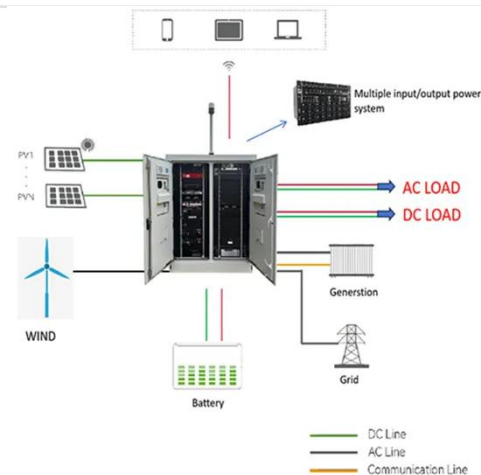 Multiple input/output power
system
PV1
PVN
AC LOAD
DC LOAD
WIND
Generstion
Grid
Battery
DC Line
AC Line
Communication Line